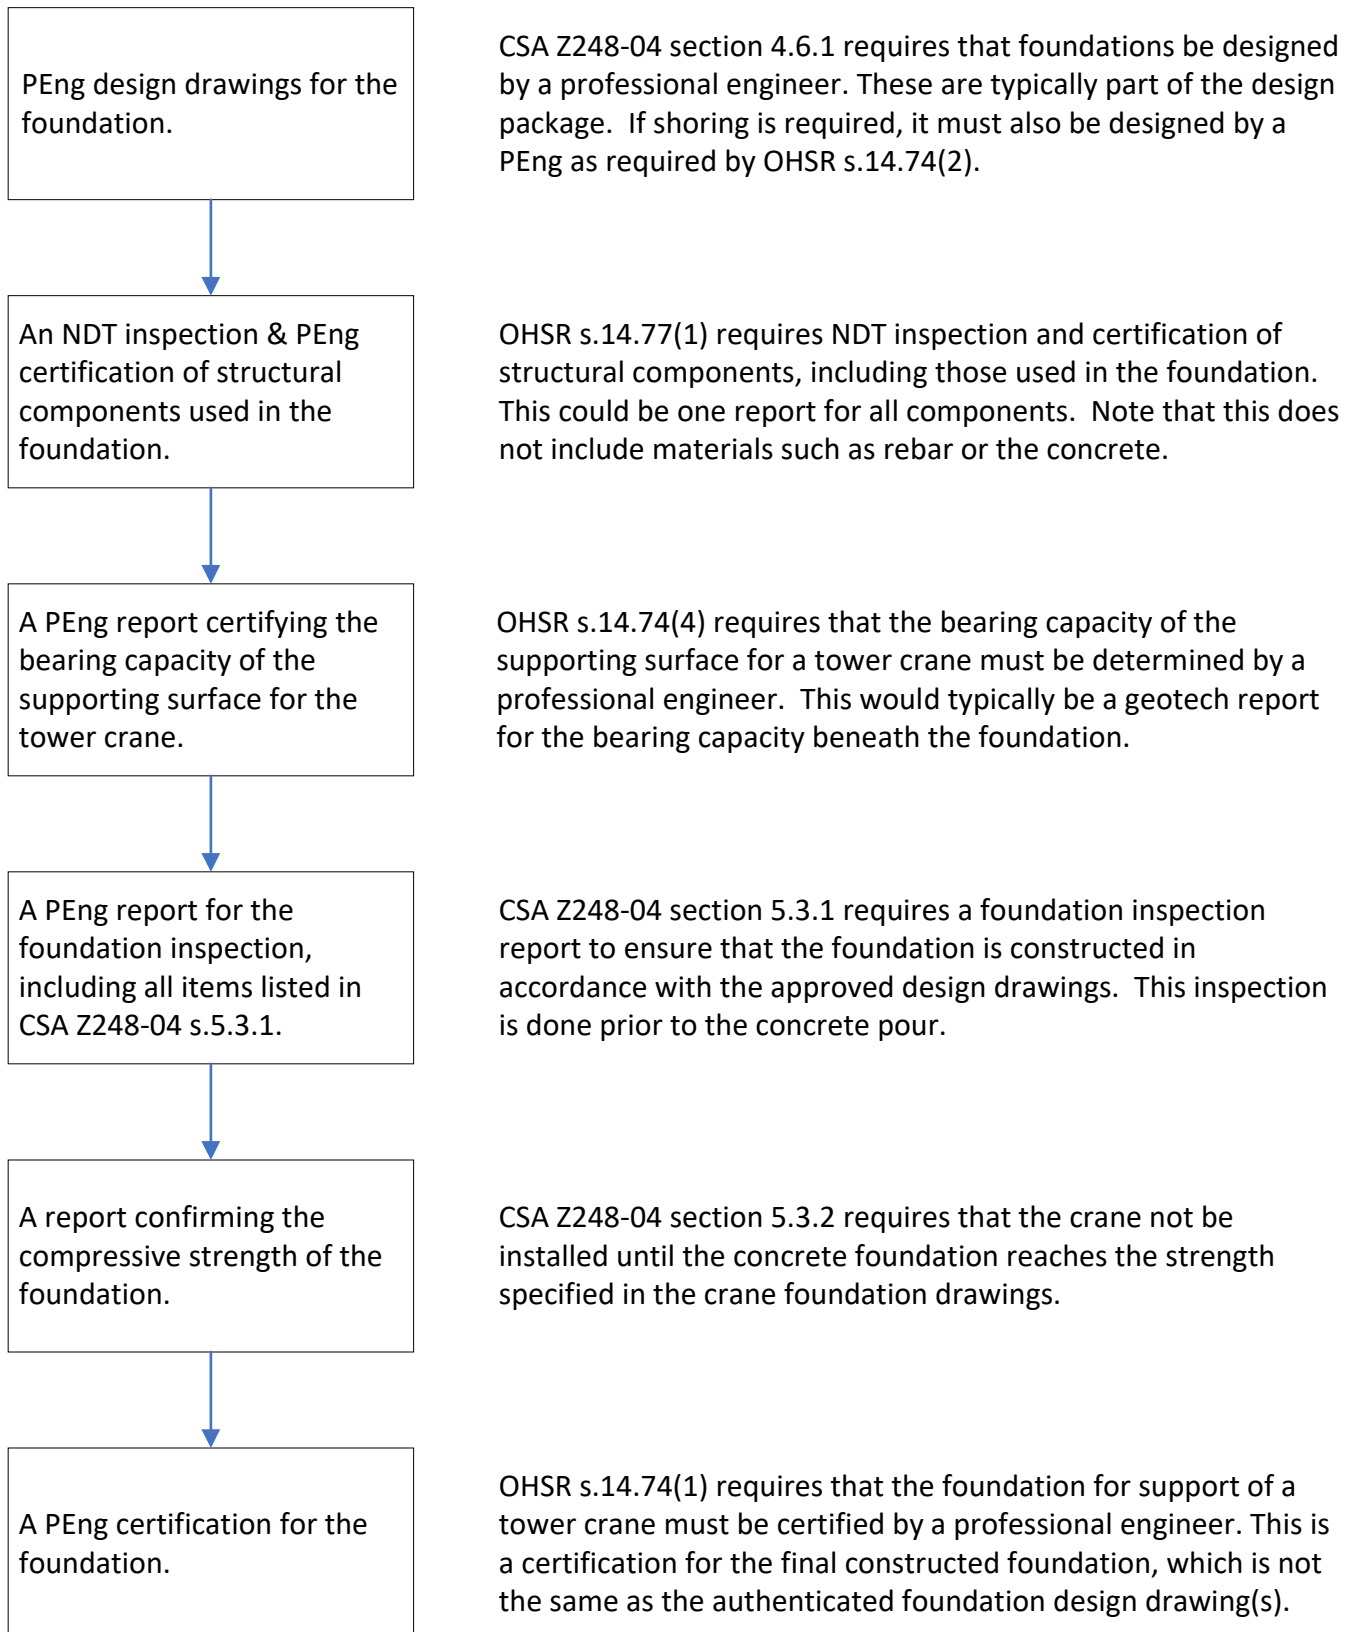 PEng design drawings for the
foundation.
CSA Z248-04 section 4.6.1 requires that foundations be designed
by a professional engineer. These are typically part of the design
package.  If shoring is required, it must also be designed by a
PEng as required by OHSR s.14.74(2).
An NDT inspection & PEng
certification of structural
components used in the
foundation.
OHSR s.14.77(1) requires NDT inspection and certification of
structural components, including those used in the foundation.
This could be one report for all components.  Note that this does
not include materials such as rebar or the concrete.
A PEng report certifying the
bearing capacity of the
supporting surface for the
tower crane.
OHSR s.14.74(4) requires that the bearing capacity of the
supporting surface for a tower crane must be determined by a
professional engineer.  This would typically be a geotech report
for the bearing capacity beneath the foundation.
A PEng report for the
foundation inspection,
including all items listed in
CSA Z248-04 s.5.3.1.
CSA Z248-04 section 5.3.1 requires a foundation inspection
report to ensure that the foundation is constructed in
accordance with the approved design drawings.  This inspection
is done prior to the concrete pour.
A report confirming the
compressive strength of the
foundation.
CSA Z248-04 section 5.3.2 requires that the crane not be
installed until the concrete foundation reaches the strength
specified in the crane foundation drawings.
A PEng certification for the
foundation.
OHSR s.14.74(1) requires that the foundation for support of a
tower crane must be certified by a professional engineer. This is
a certification for the final constructed foundation, which is not
the same as the authenticated foundation design drawing(s).